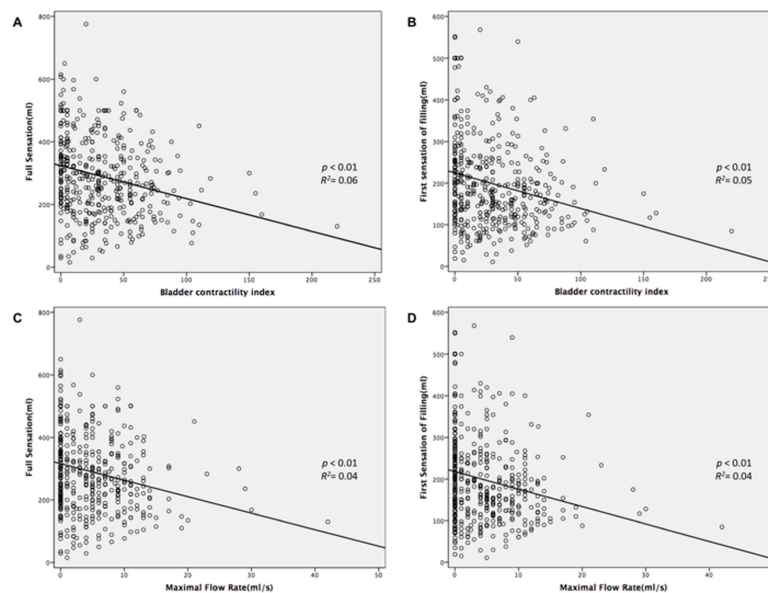 A
800
600
400
200
0
Full Sensation(ml)
p < 0.01
R²= 0.06
0 50 100 150 200 250
Bladder contractility index
B
600
500
400
300
200
100
0
First sensation of filling(ml)
p < 0.01
R²= 0.05
0 50 100 150 200 250
Bladder contractility index
C
800
600
400
200
0
Full Sensation(ml)
p < 0.01
R²= 0.04
0 10 20 30 40 50
Maximal Flow Rate(ml/s)
D
600
500
400
300
200
100
0
First Sensation of Filling(ml)
p < 0.01
R²= 0.04
0 10 20 40
Maximal Flow Rate(ml/s)